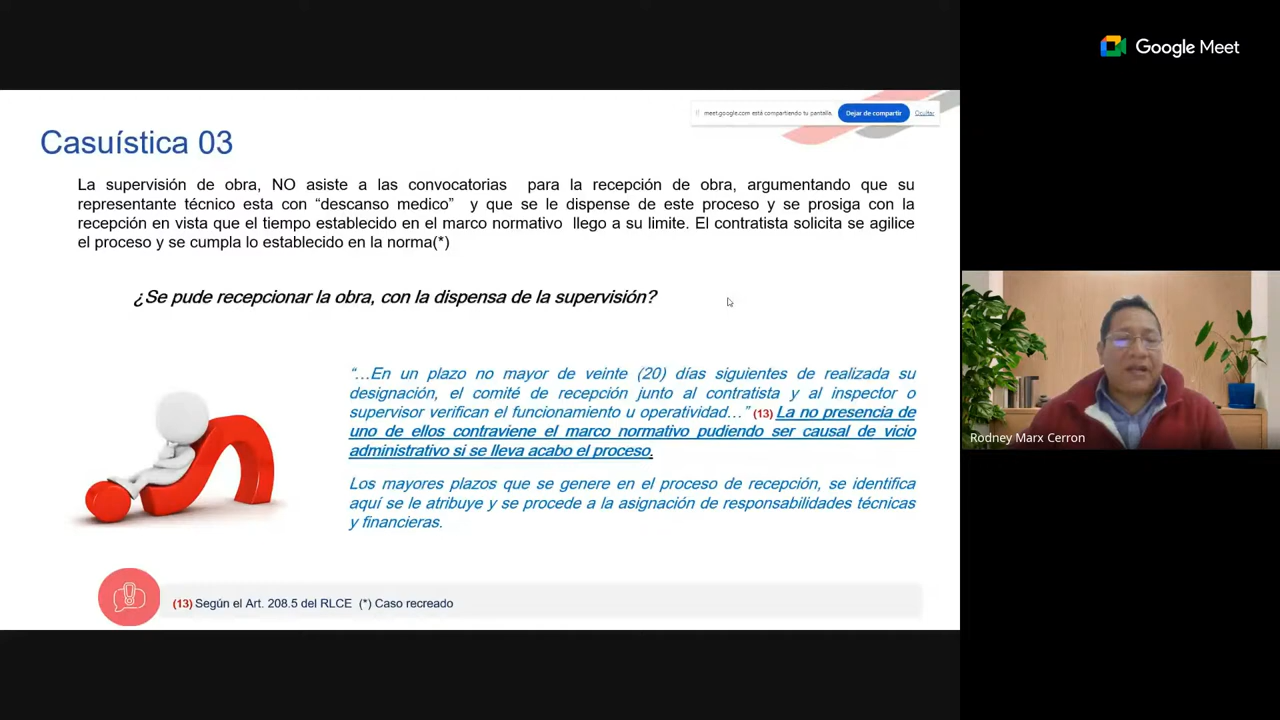 Google Meet
meet.google.com está compartiendo tu pantalla.
Dejar de compartir
Ocultar
Casuística 03
La supervisión de obra, NO asiste a las convocatorias para la recepción de obra, argumentando que su
representante técnico esta con “descanso medico” y que se le dispense de este proceso y se prosiga con la
recepción en vista que el tiempo establecido en el marco normativo llego a su limite. El contratista solicita se agilice
el proceso y se cumpla lo establecido en la norma(*)
¿Se pude recepcionar la obra, con la dispensa de la supervisión?
“…En un plazo no mayor de veinte (20) días siguientes de realizada su
designación, el comité de recepción junto al contratista y al inspector o
supervisor verifican el funcionamiento u operatividad…” (13) La no presencia de
uno de ellos contraviene el marco normativo pudiendo ser causal de vicio
administrativo si se lleva acabo el proceso.
Los mayores plazos que se genere en el proceso de recepción, se identifica
aquí se le atribuye y se procede a la asignación de responsabilidades técnicas
y financieras.
(13) Según el Art. 208.5 del RLCE (*) Caso recreado
Rodney Marx Cerron